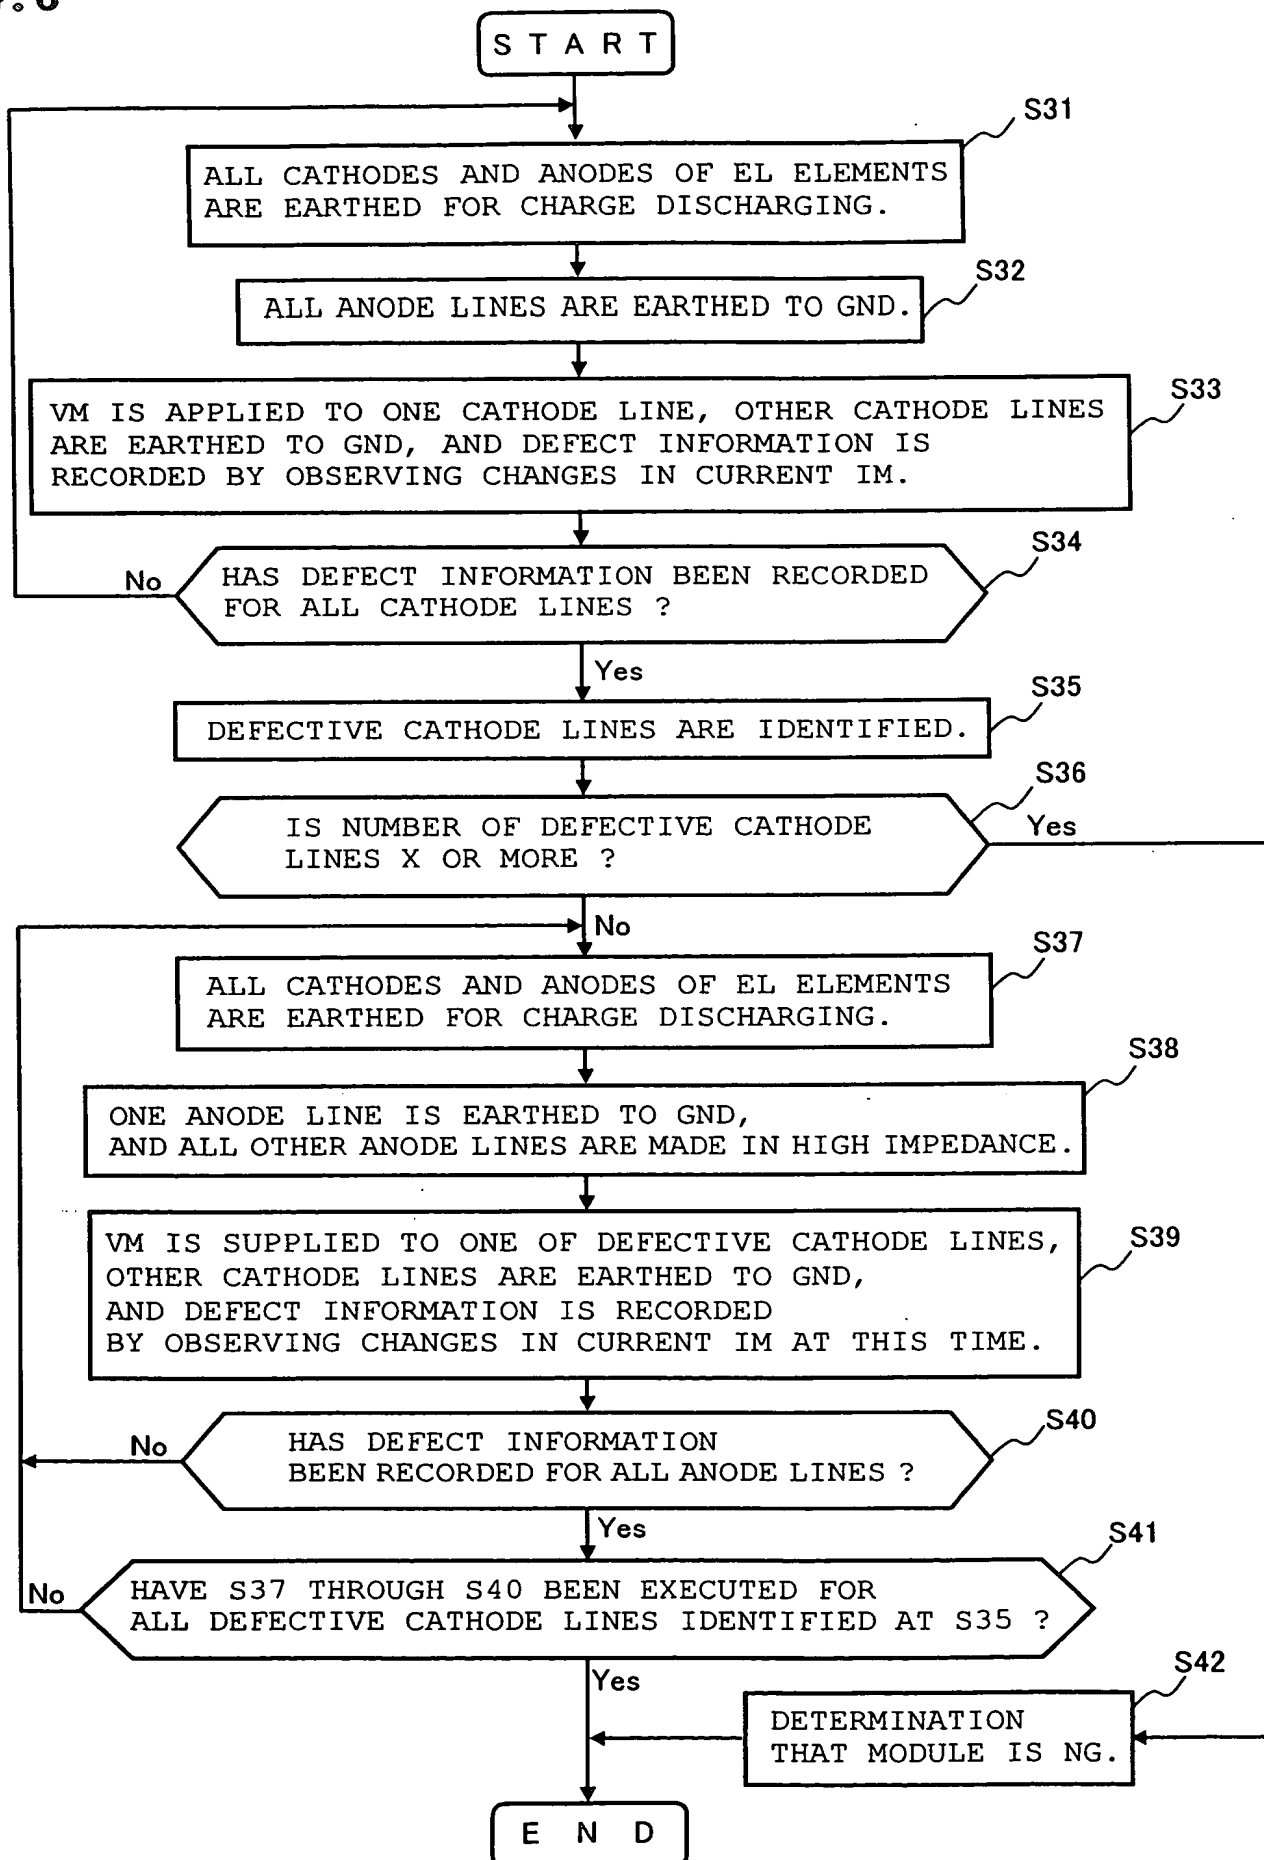 START
S31
ALL CATHODES AND ANODES OF EL ELEMENTS
ARE EARTHED FOR CHARGE DISCHARGING.
S32
ALL ANODE LINES ARE EARTHED TO GND.
S33
VM IS APPLIED TO ONE CATHODE LINE, OTHER CATHODE LINES
ARE EARTHED TO GND, AND DEFECT INFORMATION IS
RECORDED BY OBSERVING CHANGES IN CURRENT IM.
S34
No
HAS DEFECT INFORMATION BEEN RECORDED
FOR ALL CATHODE LINES ?
Yes
S35
DEFECTIVE CATHODE LINES ARE IDENTIFIED.
S36
IS NUMBER OF DEFECTIVE CATHODE
LINES X OR MORE ?
Yes
No
S37
ALL CATHODES AND ANODES OF EL ELEMENTS
ARE EARTHED FOR CHARGE DISCHARGING.
S38
ONE ANODE LINE IS EARTHED TO GND,
AND ALL OTHER ANODE LINES ARE MADE IN HIGH IMPEDANCE.
S39
VM IS SUPPLIED TO ONE OF DEFECTIVE CATHODE LINES,
OTHER CATHODE LINES ARE EARTHED TO GND,
AND DEFECT INFORMATION IS RECORDED
BY OBSERVING CHANGES IN CURRENT IM AT THIS TIME.
S40
No
HAS DEFECT INFORMATION
BEEN RECORDED FOR ALL ANODE LINES ?
Yes
S41
No
HAVE S37 THROUGH S40 BEEN EXECUTED FOR
ALL DEFECTIVE CATHODE LINES IDENTIFIED AT S35 ?
Yes
S42
DETERMINATION
THAT MODULE IS NG.
END